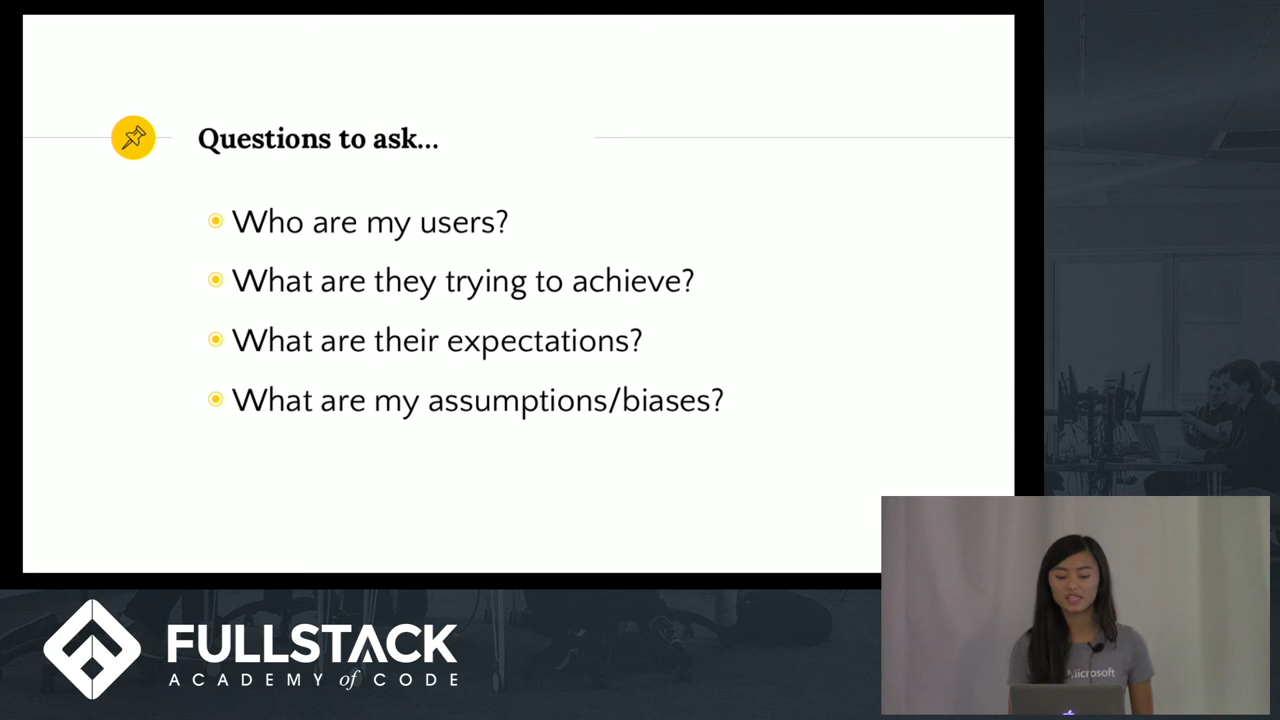 Questions to ask...
Who are my users?
What are they trying to achieve?
What are their expectations?
What are my assumptions/biases?
FULLSTACK
ACADEMY of CODE
Microsoft